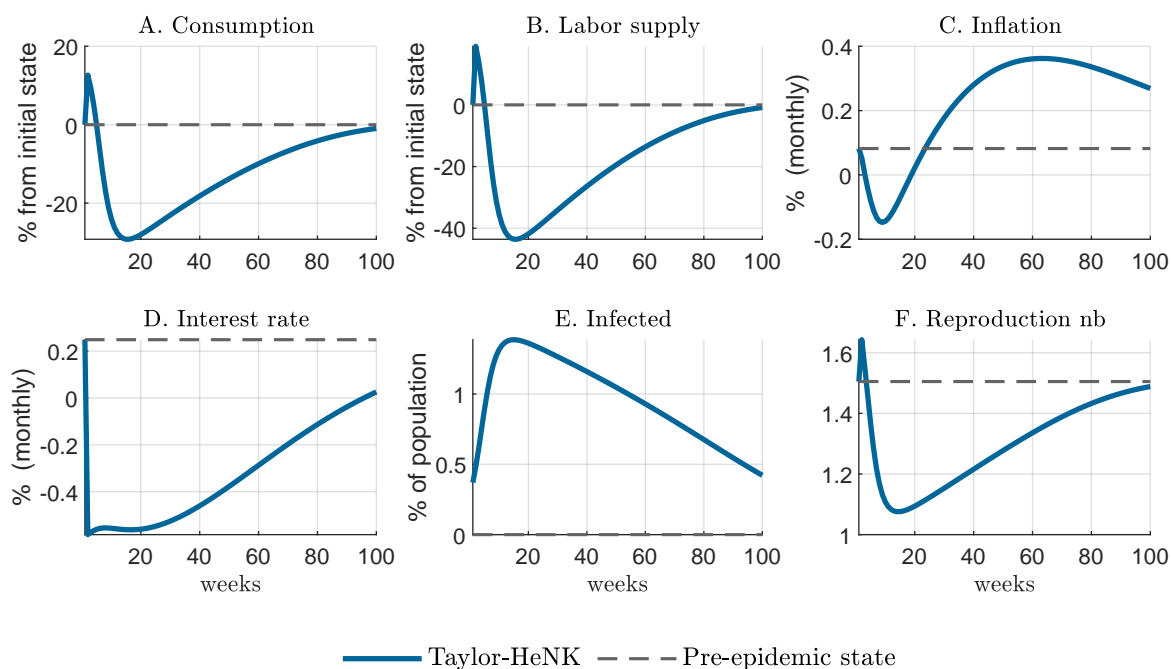 A. Consumption
% from initial state
20
0
-20
20 40 60 80 100
B. Labor supply
% from initial state
0
-20
-40
20 40 60 80 100
C. Inflation
% (monthly)
0.4
0.2
0
-0.2
20 40 60 80 100
D. Interest rate
% (monthly)
0.2
0
-0.2
-0.4
20 40 60 80 100
weeks
E. Infected
% of population
1
0.5
0
20 40 60 80 100
weeks
F. Reproduction nb
1.6
1.4
1.2
1
20 40 60 80 100
weeks
Taylor-HeNK Pre-epidemic state